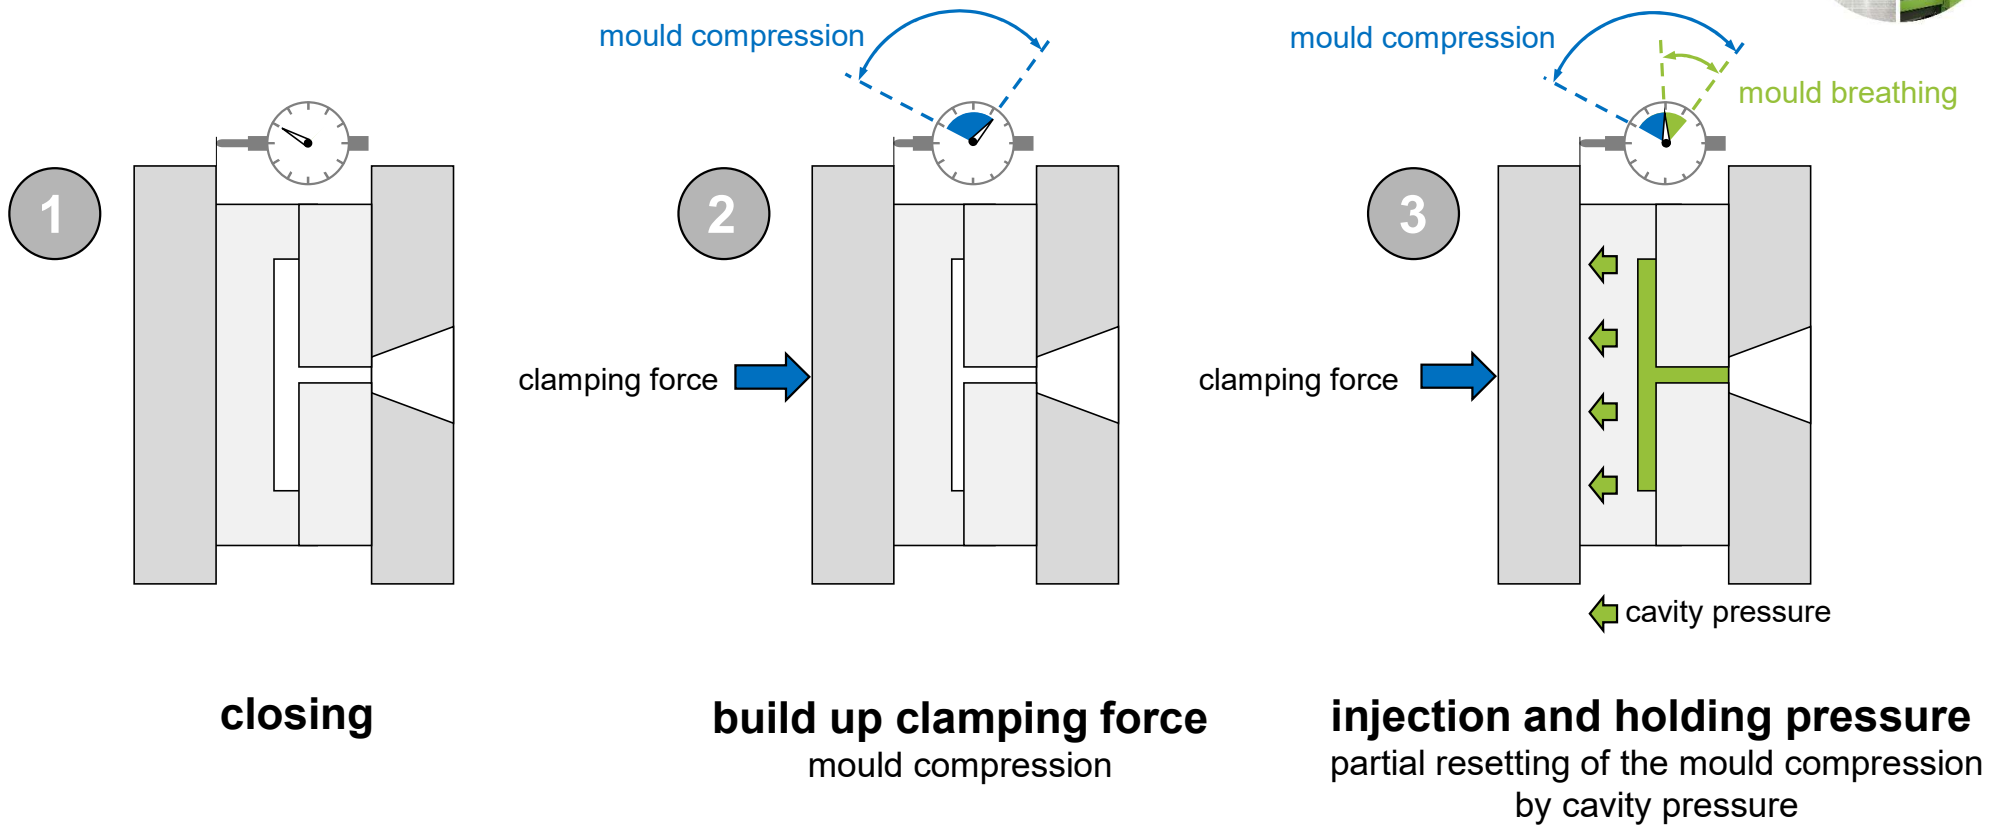 1
closing
mould compression
2
clamping force
build up clamping force
mould compression
mould compression
mould breathing
3
clamping force
cavity pressure
injection and holding pressure
partial resetting of the mould compression
by cavity pressure